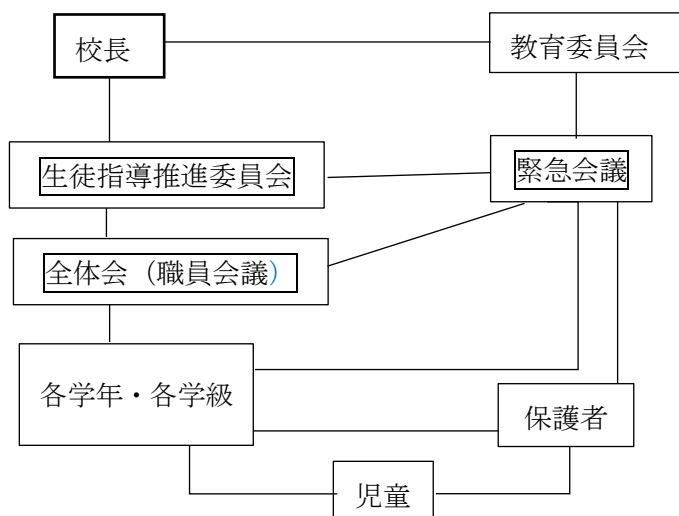 校長
教育委員会
生徒指導推進委員会
緊急会議
全体会（職員会議）
各学年・各学級
保護者
児童